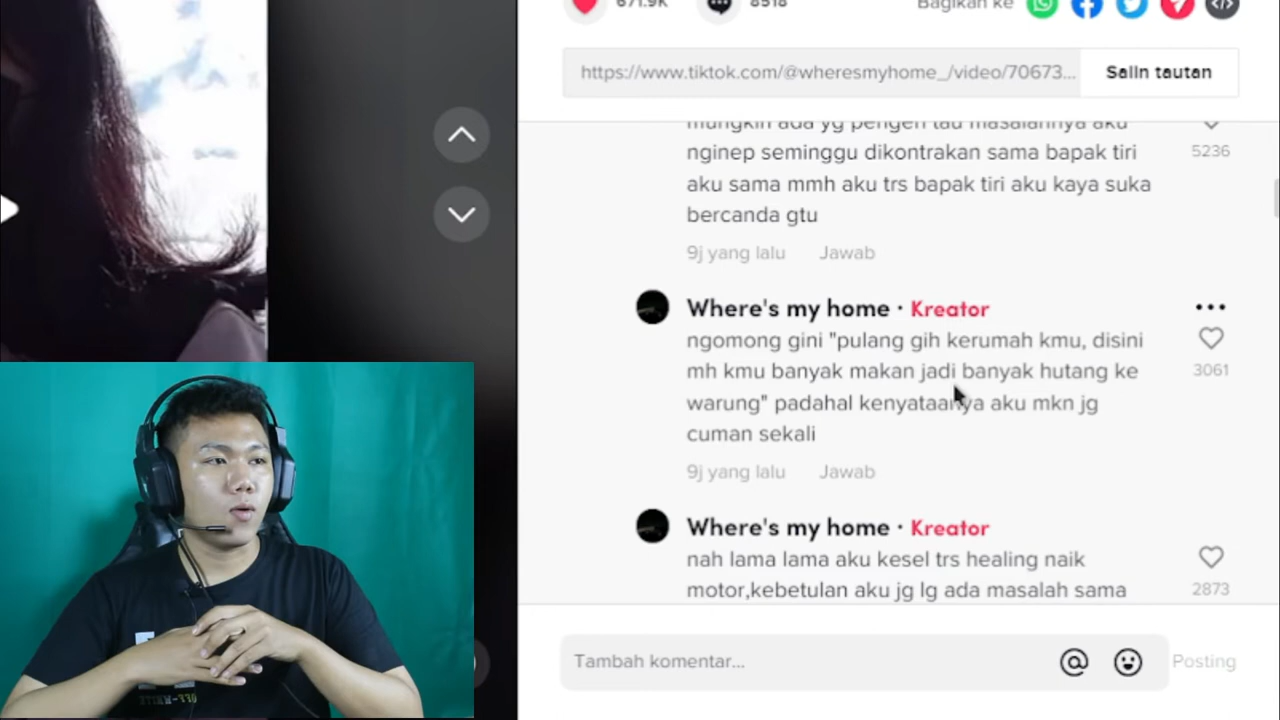 671.9K
8518
Bagikan ke
https://www.tiktok.com/@wheresmyhome_/video/70673...
Salin tautan
mungkin ada yg pengen tau masalahnya aku
nginep seminggu dikontrakan sama bapak tiri
aku sama mmh aku trs bapak tiri aku kaya suka
bercanda gtu
5236
9j yang lalu Jawab
Where's my home · Kreator
ngomong gini "pulang gih kerumah kmu, disini
mh kmu banyak makan jadi banyak hutang ke
warung" padahal kenyataanya aku mkn jg
cuman sekali
3061
9j yang lalu Jawab
Where's my home · Kreator
nah lama lama aku kesel trs healing naik
motor,kebetulan aku jg lg ada masalah sama
2873
Tambah komentar...
Posting
OFF-WHITE